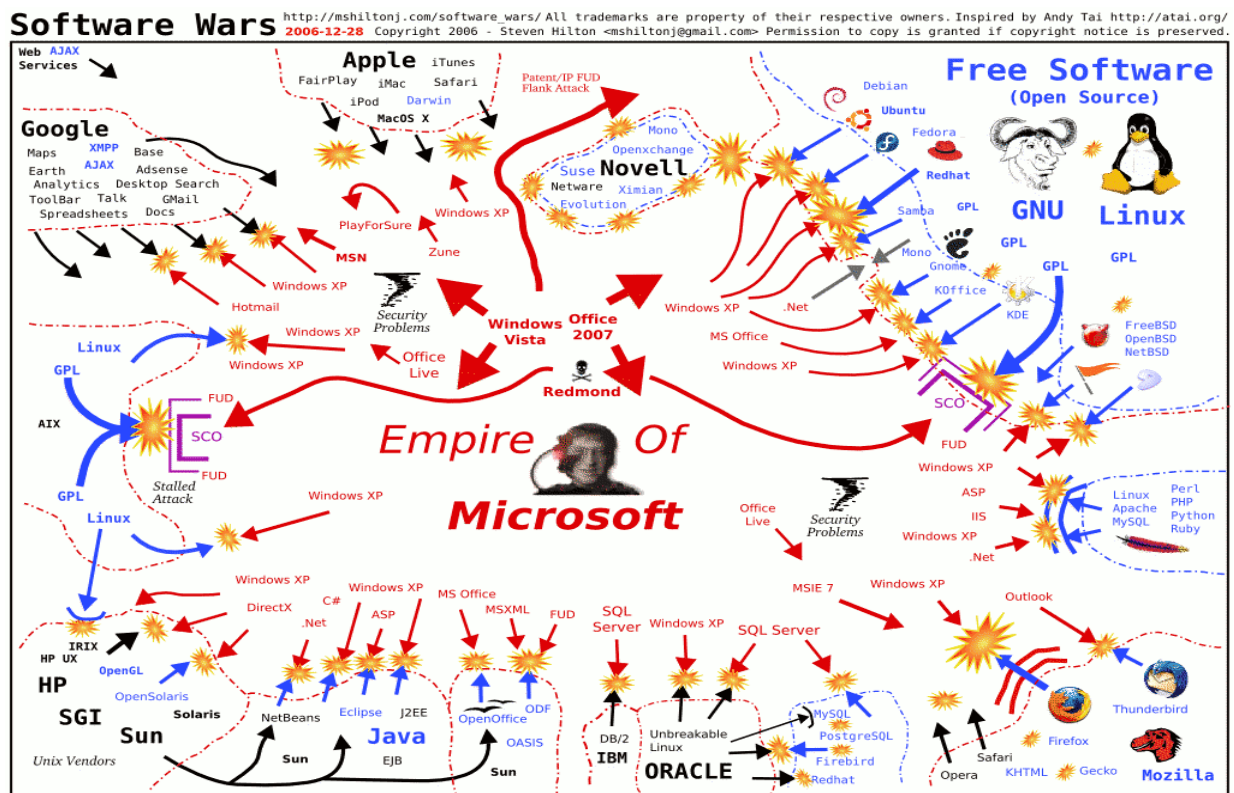 Software Wars
http://mshiltonj.com/software_wars/ All trademarks are property of their respective owners. Inspired by Andy Tai http://atai.org/
2006-12-28 Copyright 2006 - Steven Hilton <mshiltonj@gmail.com> Permission to copy is granted if copyright notice is preserved.
Web AJAX
Services
Apple iTunes
FairPlay iMac Safari
iPod Darwin
MacOS X
Patent/IP FUD
Flank Attack
Free Software
(Open Source)
Google
Maps XMPP Base
Earth AJAX Adsense
Analytics Desktop Search
ToolBar Talk GMail
Spreadsheets Docs
Mono
Openxchange
Suse Novell
Netware Ximian
Evolution
Debian
Ubuntu
Fedora
Redhat
Samba GPL
GNU Linux
Mono
Gnome
KOffice
KDE
GPL
GPL
GPL
FreeBSD
OpenBSD
NetBSD
PlayForSure
Windows XP
Zune
MSN
Windows XP
Hotmail
Security
Problems
Windows XP
Windows XP
Office
Live
Windows
Vista
Office
2007
Redmond
Windows XP
.Net
MS Office
Windows XP
Linux
GPL
AIX
FUD
SCO
FUD
Stalled
Attack
GPL
Linux
Windows XP
Empire Of
Microsoft
SCO
FUD
Windows XP
ASP
IIS
Windows XP
.Net
Linux
Apache
MySQL
Perl
PHP
Python
Ruby
Office
Live
Security
Problems
MSIE 7
Windows XP
Outlook
Windows XP
DirectX
.Net
C#
Windows XP
ASP
MS Office
MSXML
FUD
SQL
Server
Windows XP
SQL Server
IRIX
HP UX
OpenGL
HP
OpenSolaris
SGI
Solaris
Sun
Unix Vendors
NetBeans
Eclipse
J2EE
Java
Sun
EJB
OpenOffice
ODF
OASIS
Sun
DB/2
IBM
Unbreakable
Linux
ORACLE
MySQL
PostgreSQL
Firebird
Redhat
Opera
Safari
KHTML
Firefox
Gecko
Thunderbird
Mozilla